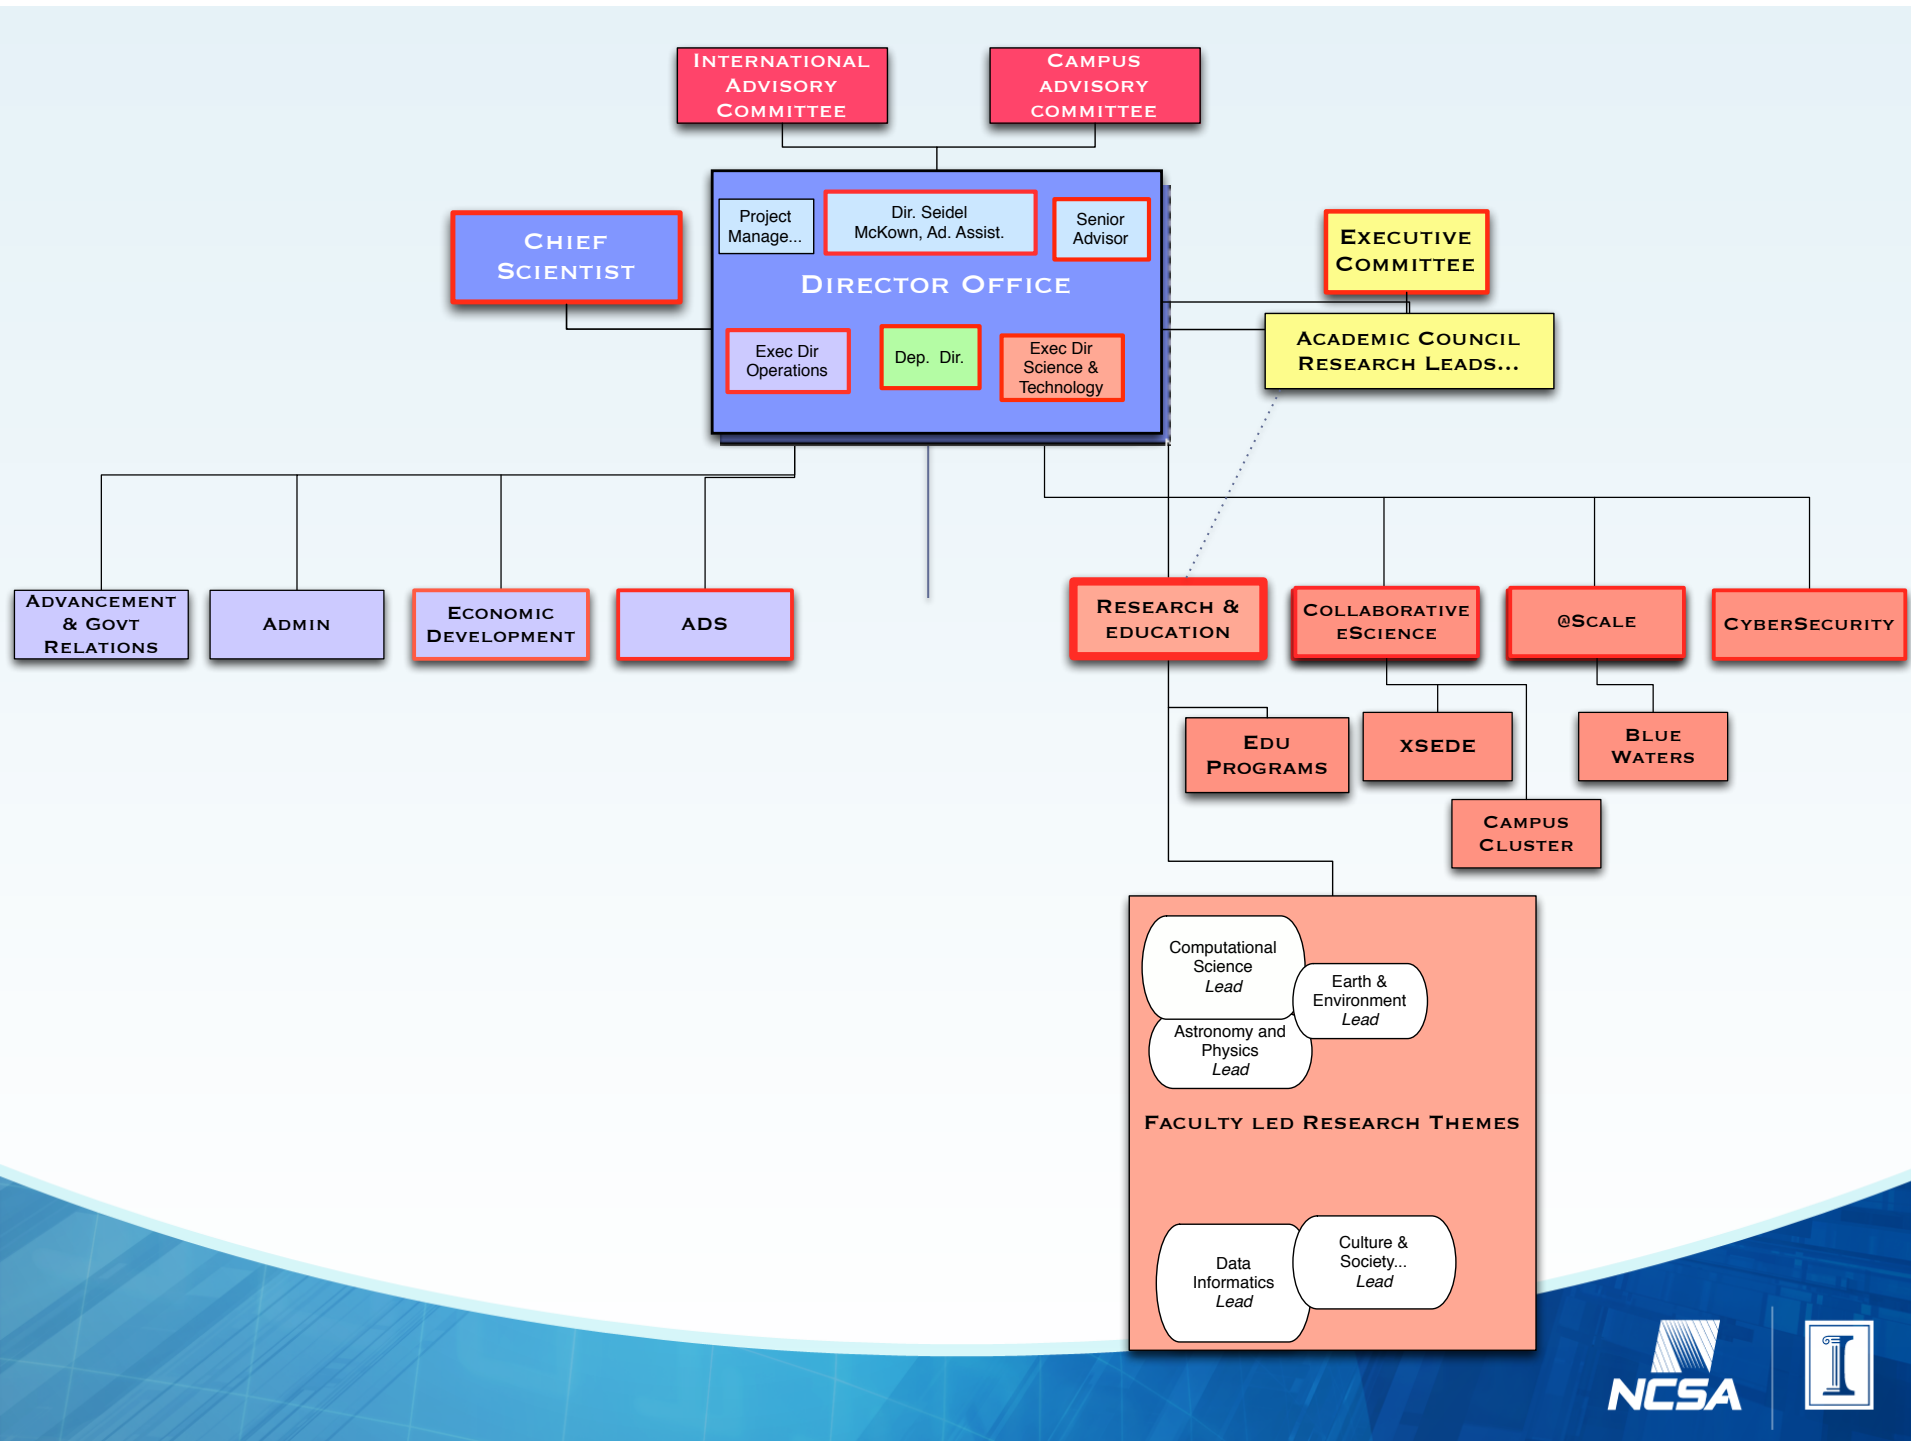 International
Advisory
Committee
Campus
advisory
committee
Project
Manage...
Dir. Seidel
McKown, Ad. Assist.
Senior
Advisor
Chief
Scientist
Director Office
Executive
Committee
Exec Dir
Operations
Dep. Dir.
Exec Dir
Science &
Technology
Academic Council
Research Leads...
Advancement
& Govt
Relations
Admin
Economic
Development
ADS
Research &
education
Collaborative
eScience
@Scale
CyberSecurity
Edu
Programs
XSEDE
Blue
Waters
Campus
Cluster
Computational
Science
Lead
Earth &
Environment
Lead
Astronomy and
Physics
Lead
Faculty led Research Themes
Data
Informatics
Lead
Culture &
Society...
Lead
NCSA
I